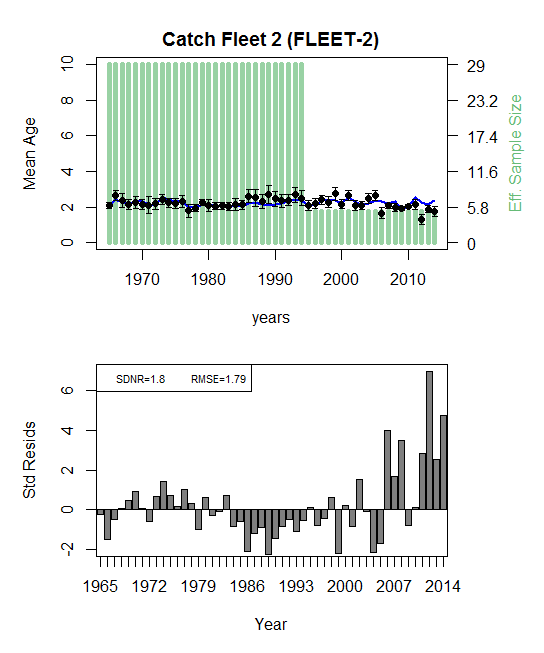 Catch Fleet 2 (FLEET-2)
10
8
6
4
2
0
Mean Age
29
23.2
17.4
11.6
5.8
0
Eff. Sample Size
1970 1980 1990 2000 2010
years
SDNR=1.8 RMSE=1.79
6
4
2
0
-2
Std Resids
1965 1972 1979 1986 1993 2000 2007 2014
Year